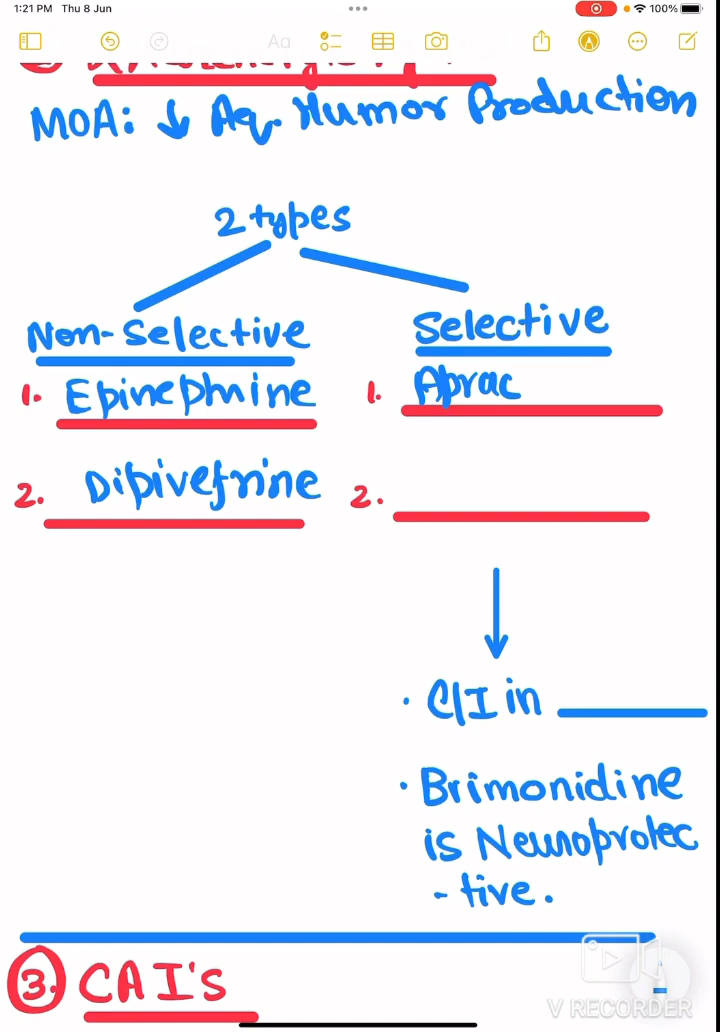 1:21 PM Thu 8 Jun
100%
Aa
MOA: ↓ Aq. Humor Production
2 types
Non-Selective
Selective
1. Epinephrine
1. Aprac
2. Dipivefrine
2.
• C/I in
• Brimonidine
is Neuroprotec
-tive.
3. CAI's
V RECORDER